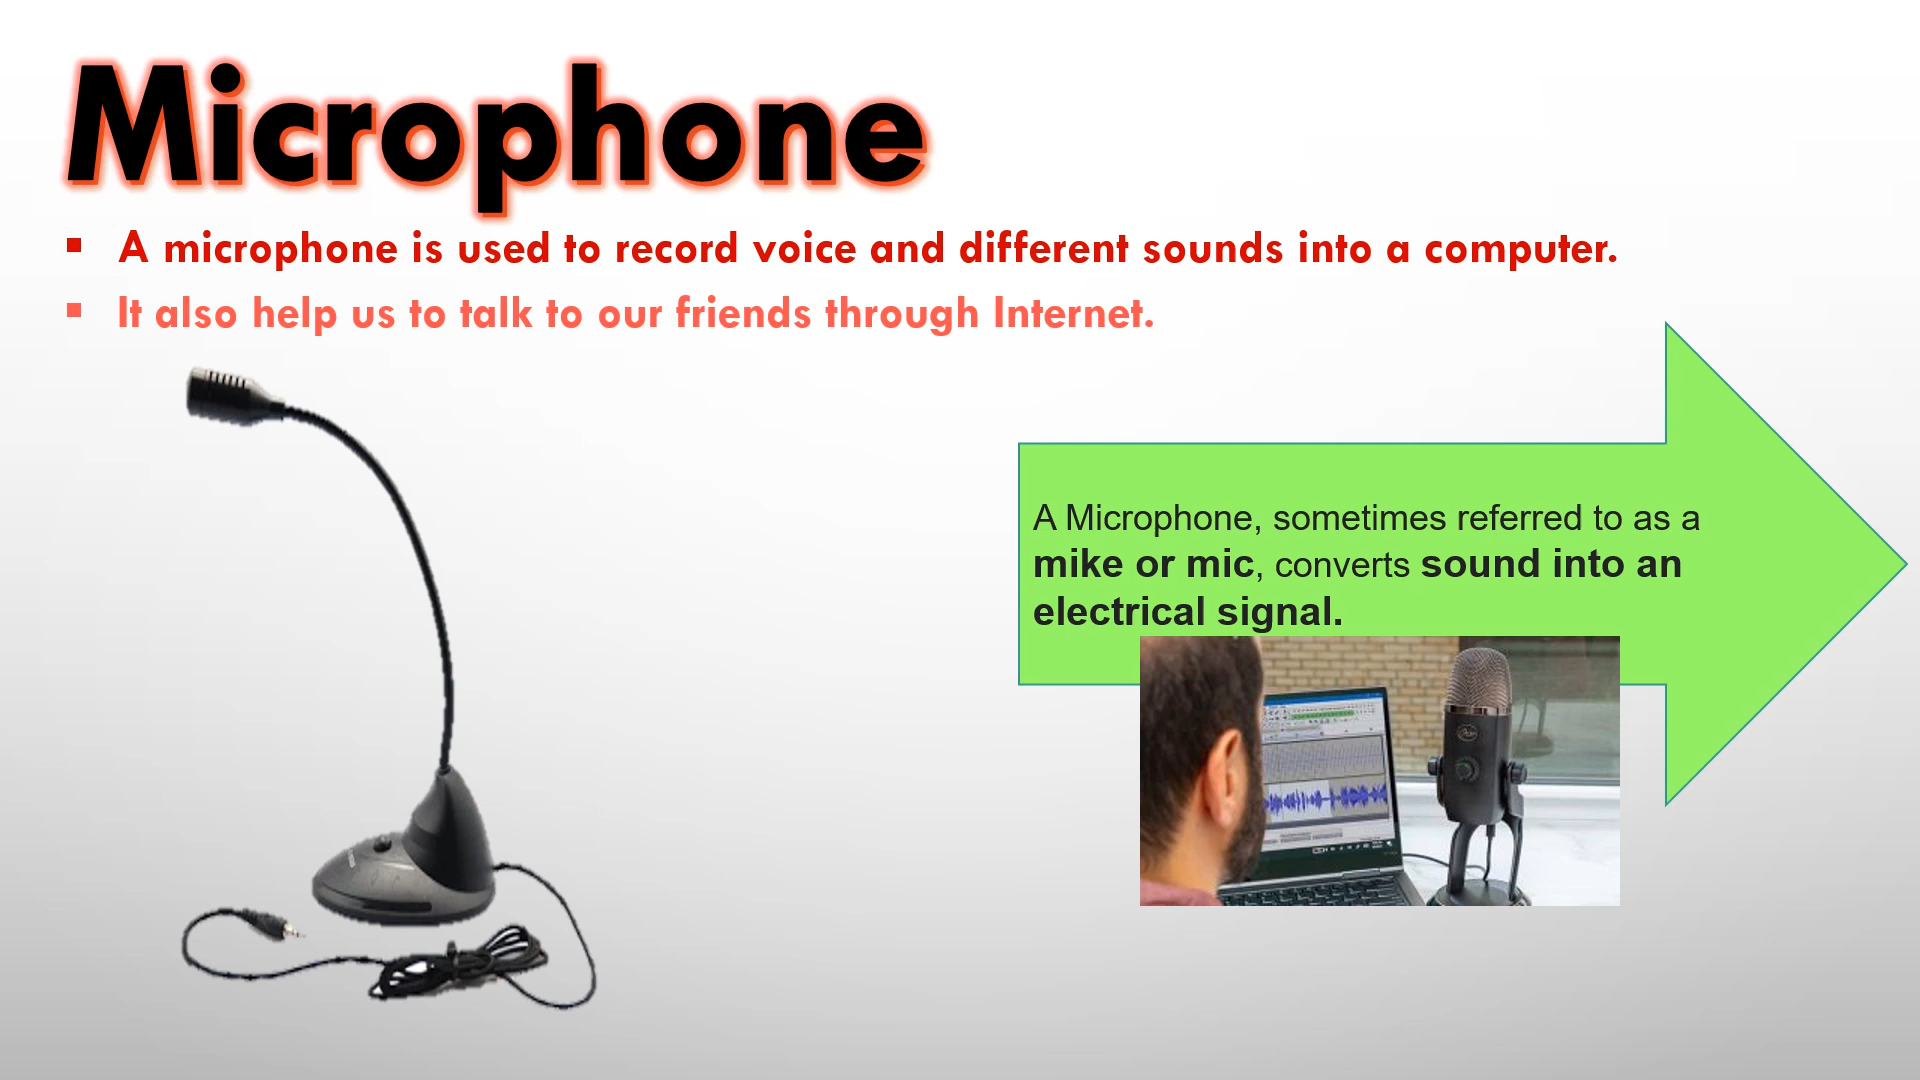 Microphone
▪ A microphone is used to record voice and different sounds into a computer.
▪ It also help us to talk to our friends through Internet.
A Microphone, sometimes referred to as a
mike or mic, converts sound into an
electrical signal.